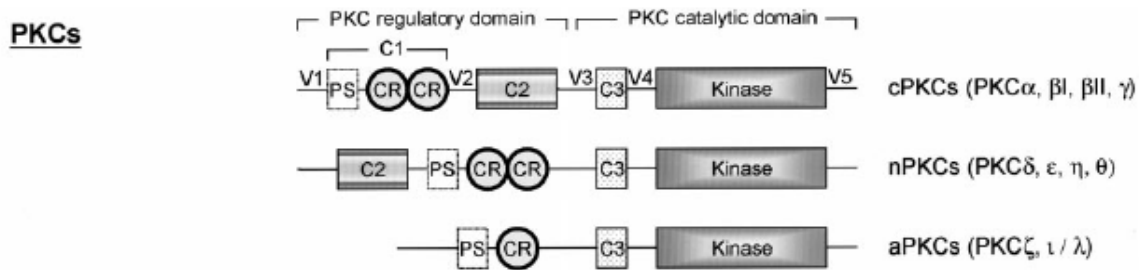 PKCs
PKC regulatory domain PKC catalytic domain
C1
V1 PS CR CR V2 C2 V3 C3 V4 Kinase V5 cPKCs (PKCα, βI, βII, γ)
C2 PS CR CR C3 Kinase nPKCs (PKCδ, ε, η, θ)
PS CR C3 Kinase aPKCs (PKCζ, ι / λ)